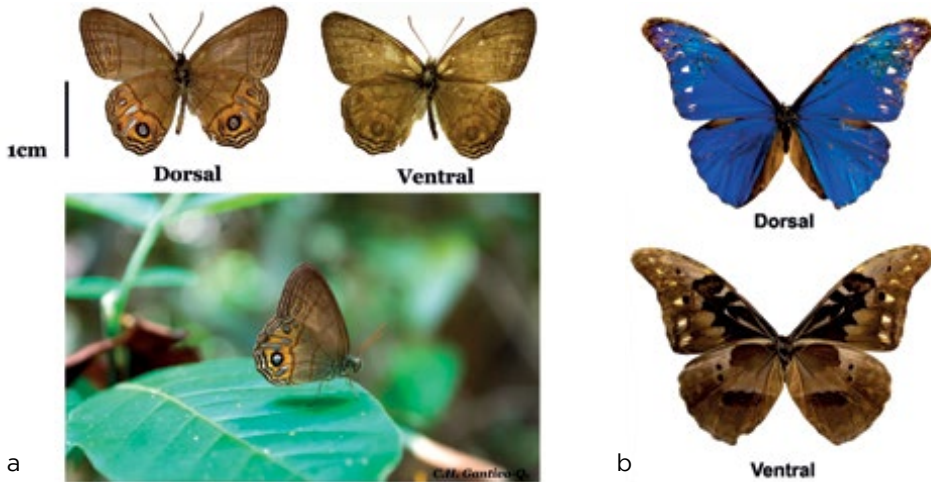 1cm
Dorsal
Ventral
Dorsal
Ventral
C.H. Gantiva-Q.
a
b